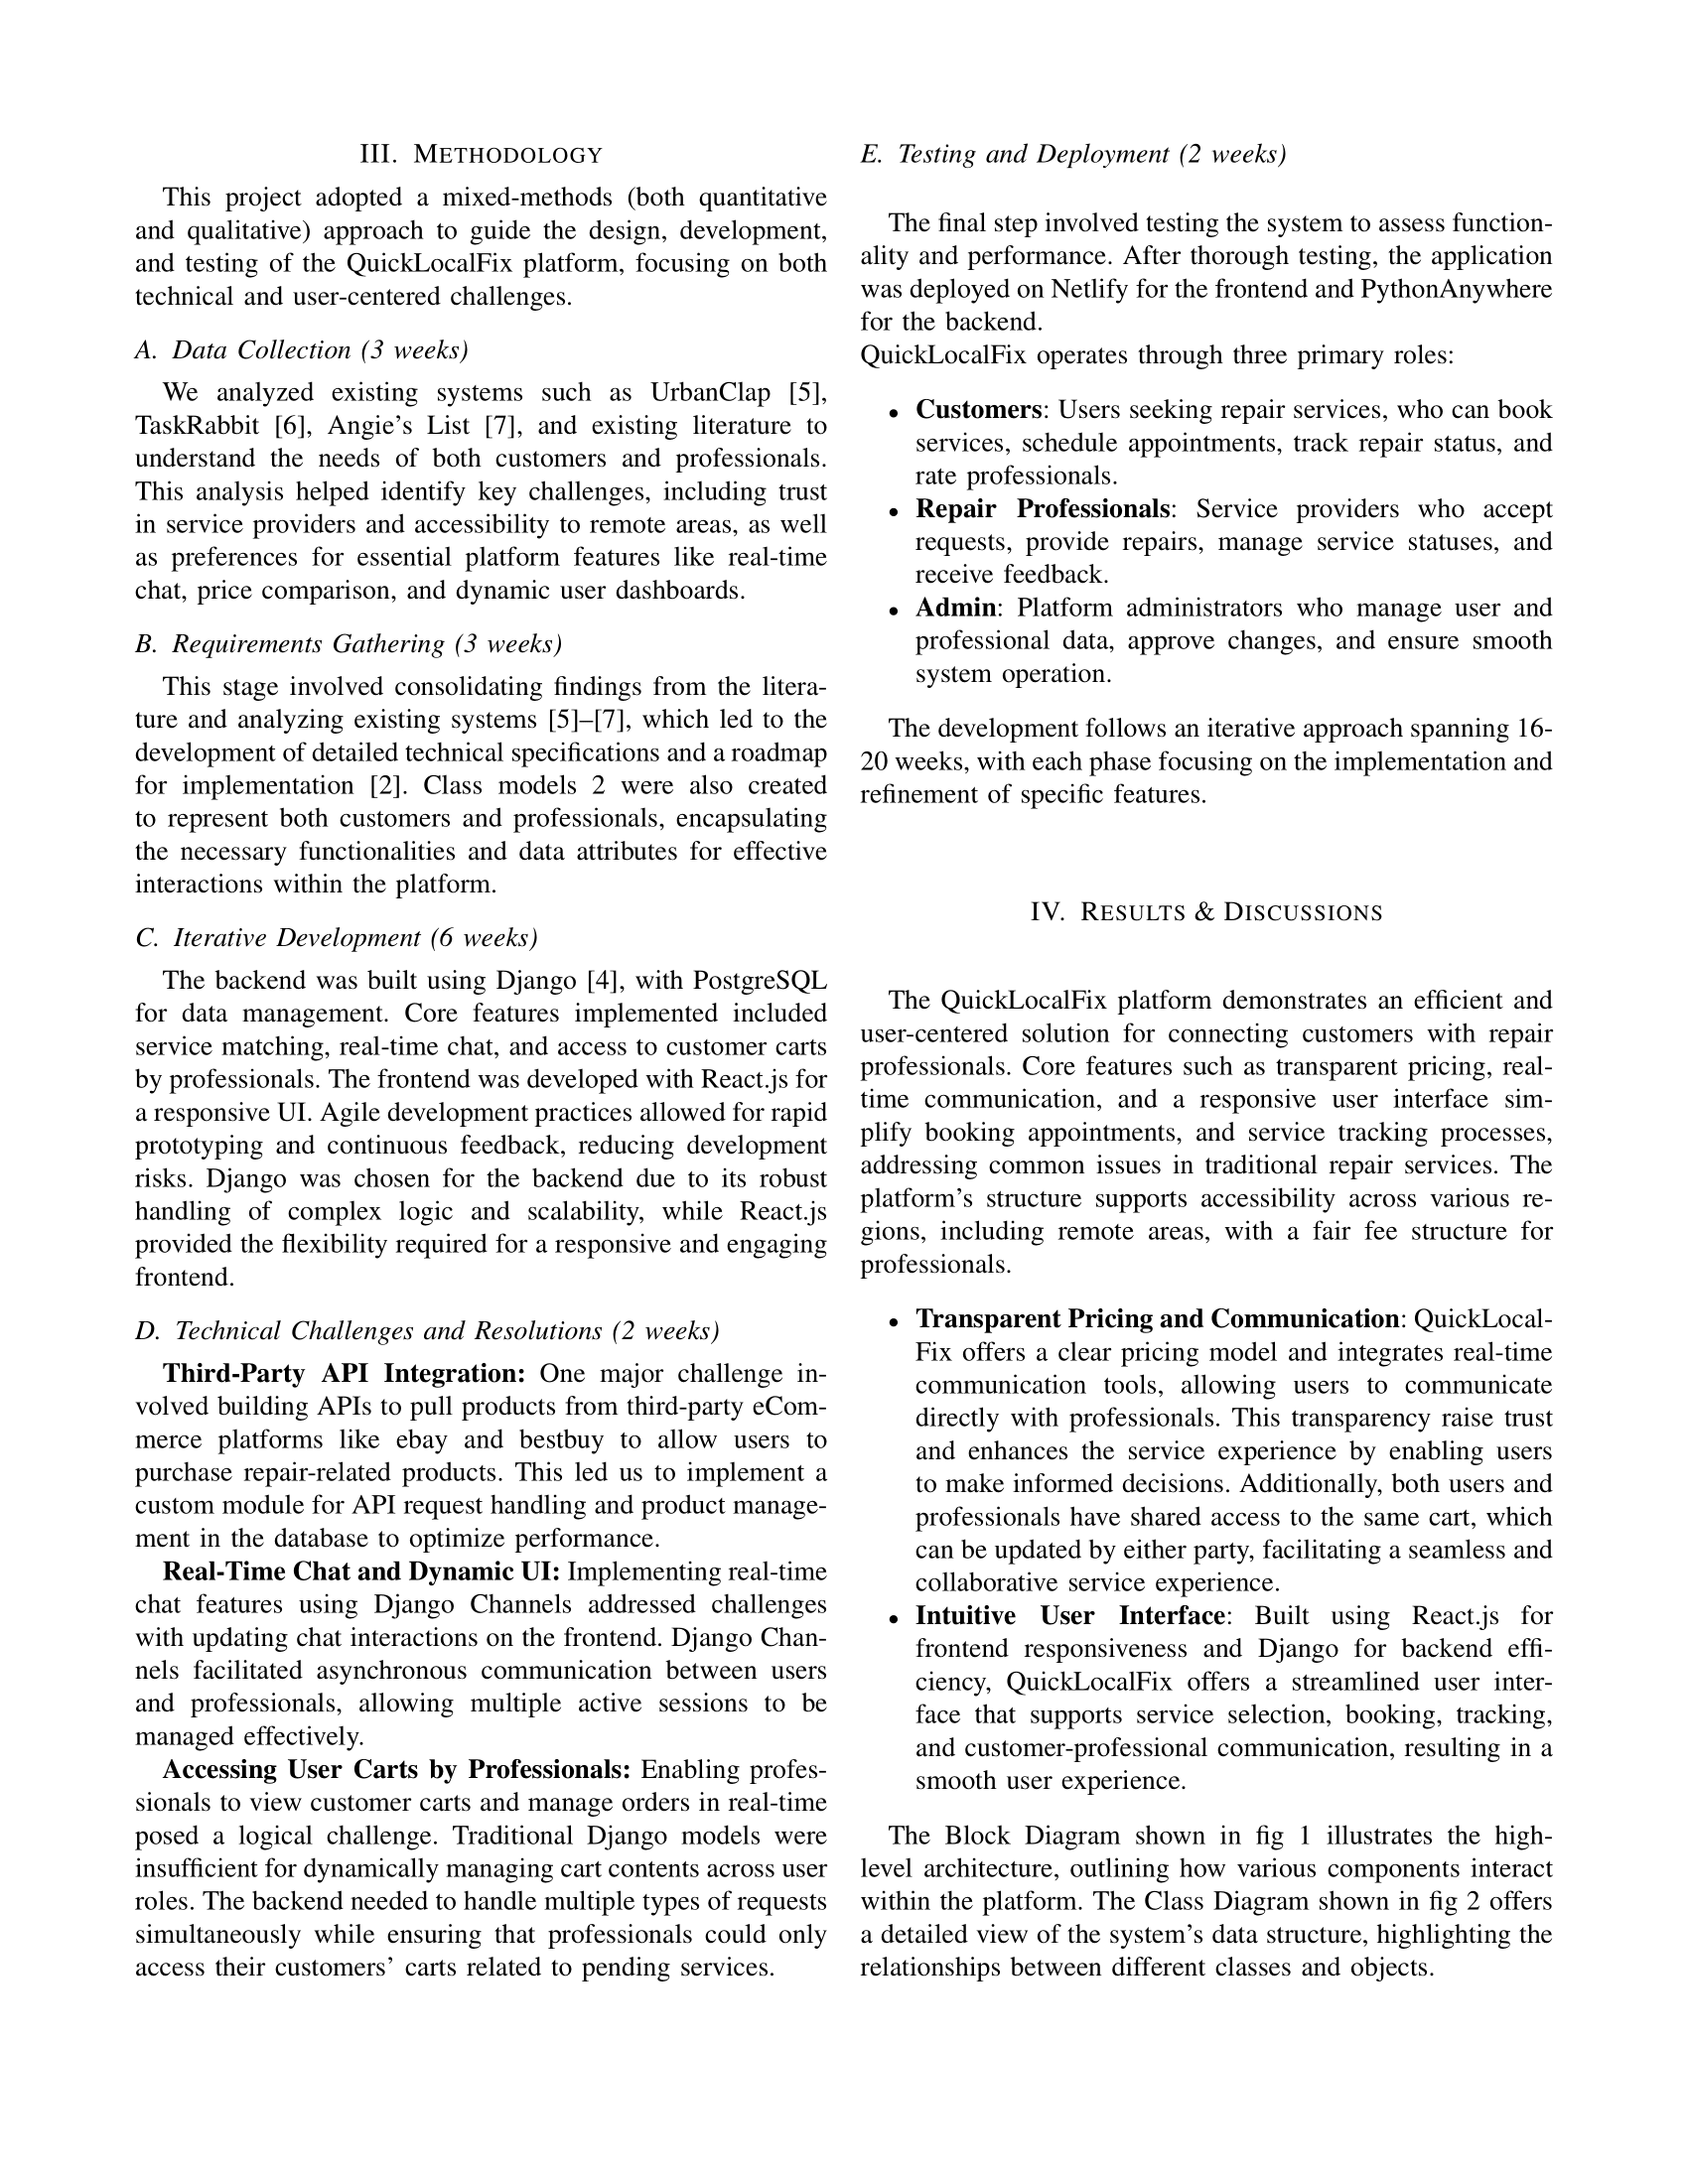 III. METHODOLOGY
This project adopted a mixed-methods (both quantitative
and qualitative) approach to guide the design, development,
and testing of the QuickLocalFix platform, focusing on both
technical and user-centered challenges.
A. Data Collection (3 weeks)
We analyzed existing systems such as UrbanClap [5],
TaskRabbit [6], Angie's List [7], and existing literature to
understand the needs of both customers and professionals.
This analysis helped identify key challenges, including trust
in service providers and accessibility to remote areas, as well
as preferences for essential platform features like real-time
chat, price comparison, and dynamic user dashboards.
B. Requirements Gathering (3 weeks)
This stage involved consolidating findings from the litera-
ture and analyzing existing systems [5]–[7], which led to the
development of detailed technical specifications and a roadmap
for implementation [2]. Class models 2 were also created
to represent both customers and professionals, encapsulating
the necessary functionalities and data attributes for effective
interactions within the platform.
C. Iterative Development (6 weeks)
The backend was built using Django [4], with PostgreSQL
for data management. Core features implemented included
service matching, real-time chat, and access to customer carts
by professionals. The frontend was developed with React.js for
a responsive UI. Agile development practices allowed for rapid
prototyping and continuous feedback, reducing development
risks. Django was chosen for the backend due to its robust
handling of complex logic and scalability, while React.js
provided the flexibility required for a responsive and engaging
frontend.
D. Technical Challenges and Resolutions (2 weeks)
Third-Party API Integration: One major challenge in-
volved building APIs to pull products from third-party eCom-
merce platforms like ebay and bestbuy to allow users to
purchase repair-related products. This led us to implement a
custom module for API request handling and product manage-
ment in the database to optimize performance.
Real-Time Chat and Dynamic UI: Implementing real-time
chat features using Django Channels addressed challenges
with updating chat interactions on the frontend. Django Chan-
nels facilitated asynchronous communication between users
and professionals, allowing multiple active sessions to be
managed effectively.
Accessing User Carts by Professionals: Enabling profes-
sionals to view customer carts and manage orders in real-time
posed a logical challenge. Traditional Django models were
insufficient for dynamically managing cart contents across user
roles. The backend needed to handle multiple types of requests
simultaneously while ensuring that professionals could only
access their customers' carts related to pending services.
E. Testing and Deployment (2 weeks)
The final step involved testing the system to assess function-
ality and performance. After thorough testing, the application
was deployed on Netlify for the frontend and PythonAnywhere
for the backend.
QuickLocalFix operates through three primary roles:
• Customers: Users seeking repair services, who can book
services, schedule appointments, track repair status, and
rate professionals.
• Repair Professionals: Service providers who accept
requests, provide repairs, manage service statuses, and
receive feedback.
• Admin: Platform administrators who manage user and
professional data, approve changes, and ensure smooth
system operation.
The development follows an iterative approach spanning 16-
20 weeks, with each phase focusing on the implementation and
refinement of specific features.
IV. RESULTS & DISCUSSIONS
The QuickLocalFix platform demonstrates an efficient and
user-centered solution for connecting customers with repair
professionals. Core features such as transparent pricing, real-
time communication, and a responsive user interface sim-
plify booking appointments, and service tracking processes,
addressing common issues in traditional repair services. The
platform's structure supports accessibility across various re-
gions, including remote areas, with a fair fee structure for
professionals.
• Transparent Pricing and Communication: QuickLocal-
Fix offers a clear pricing model and integrates real-time
communication tools, allowing users to communicate
directly with professionals. This transparency raise trust
and enhances the service experience by enabling users
to make informed decisions. Additionally, both users and
professionals have shared access to the same cart, which
can be updated by either party, facilitating a seamless and
collaborative service experience.
• Intuitive User Interface: Built using React.js for
frontend responsiveness and Django for backend effi-
ciency, QuickLocalFix offers a streamlined user inter-
face that supports service selection, booking, tracking,
and customer-professional communication, resulting in a
smooth user experience.
The Block Diagram shown in fig 1 illustrates the high-
level architecture, outlining how various components interact
within the platform. The Class Diagram shown in fig 2 offers
a detailed view of the system's data structure, highlighting the
relationships between different classes and objects.